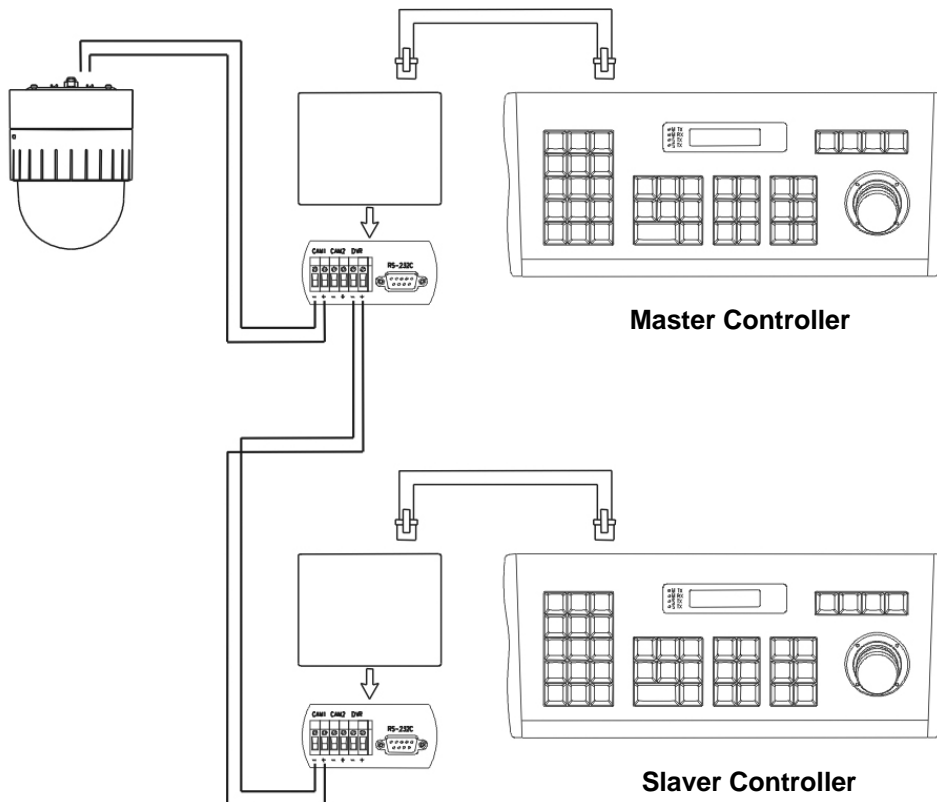 CAM1 CAM2 DVR
RS-232C
- + - + - +
Master Controller
CAM1 CAM2 DVR
RS-232C
- + - + - +
Slaver Controller